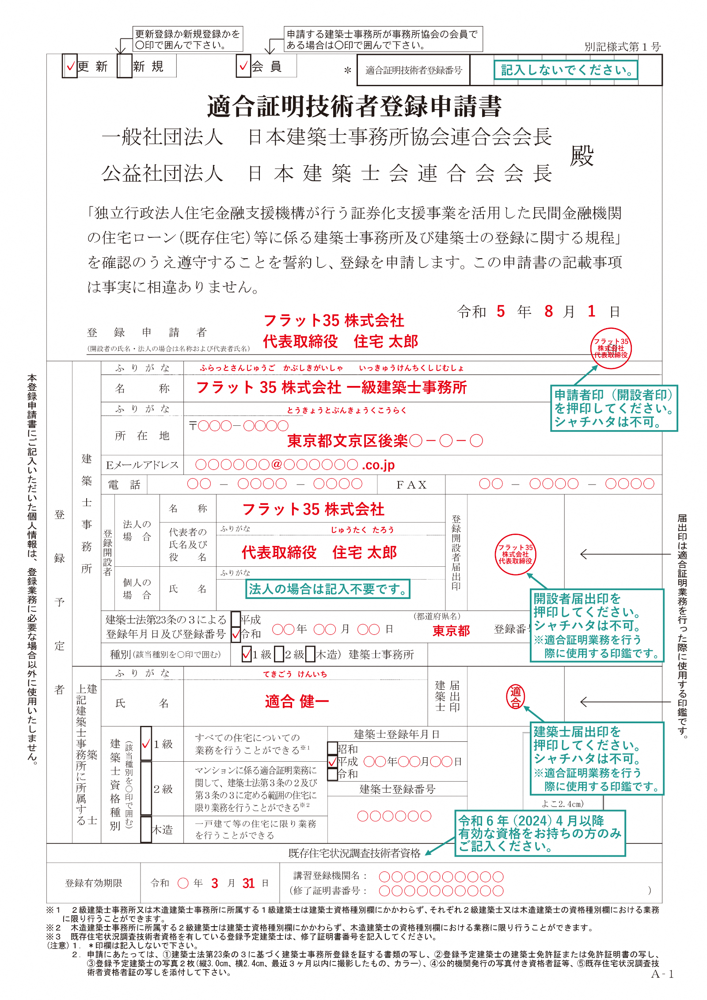 更新登録か新規登録かを
〇印で囲んで下さい。
申請する建築士事務所が事務所協会の会員で
ある場合は〇印で囲んで下さい。
別記様式第1号
✓更 新 新 規
✓会 員
＊ 適合証明技術者登録番号
記入しないでください。
適合証明技術者登録申請書
一般社団法人 日本建築士事務所協会連合会会長
殿
公益社団法人 日本建築士会連合会会長
「独立行政法人住宅金融支援機構が行う証券化支援事業を活用した民間金融機関
の住宅ローン(既存住宅)等に係る建築士事務所及び建築士の登録に関する規程」
を確認のうえ遵守することを誓約し、登録を申請します。この申請書の記載事項
は事実に相違ありません。
令和 5 年 8 月 1 日
登録申請者
(開設者の氏名・法人の場合は名称および代表者氏名)
フラット35 株式会社
代表取締役 住宅 太郎
フラット35
株式会社
代表取締役
申請者印（開設者印）
を押印してください。
シャチハタは不可。
本登録申請書にご記入いただいた個人情報は、登録業務に必要な場合以外に使用いたしません。
登録予定者
建築士事務所
ふりがな ふらっとさんじゅうご かぶしきがいしゃ いっきゅうけんちくしじむしょ
名称 フラット 35 株式会社 一級建築士事務所
ふりがな とうきょうとぶんきょうくこうらく
所在地 〒〇〇〇－〇〇〇〇
東京都文京区後楽〇－〇－〇
Eメールアドレス 〇〇〇〇〇〇@〇〇〇〇〇〇.co.jp
電話 〇〇 － 〇〇〇〇 － 〇〇〇〇 FAX 〇〇 － 〇〇〇〇 － 〇〇〇〇
登録開設者
法人の
場合
名称 フラット35 株式会社
代表者の
氏名及び
役名
ふりがな じゅうたく たろう
代表取締役 住宅 太郎
個人の
場合
氏名
ふりがな
法人の場合は記入不要です。
登録開設者届出印
フラット35
株式会社
代表取締役
開設者届出印を
押印してください。
シャチハタは不可。
※適合証明業務を行う
際に使用する印鑑です。
届出印は適合証明業務を行った際に使用する印鑑です。
建築士法第23条の3による
登録年月日及び登録番号
平成
✓令和
〇〇年 〇〇 月 〇〇 日
(都道府県名)
東京都
登録番
種別(該当種別を〇印で囲む) ✓1級 2級 木造) 建築士事務所
上記建築士事務所に所属する
建築士
ふりがな てきごう けんいち
氏名 適合 健一
建築士
届出印
適合
建築士届出印を
押印してください。
シャチハタは不可。
※適合証明業務を行う
際に使用する印鑑です。
建築士資格種別
(該当種別を〇印で囲む)
✓1級
すべての住宅についての
業務を行うことができる※1
2級
マンションに係る適合証明業務に
関して、建築士法第3条の2及び
第3条の3に定める範囲の住宅に
限り業務を行うことができる※2
木造
一戸建て等の住宅に限り業務
を行うことができる
建築士登録年月日
昭和
✓平成 〇〇年〇〇月〇〇日
令和
建築士登録番号
〇〇〇〇〇〇
よこ2.4cm)
令和 6 年 (2024) 4 月以降
有効な資格をお持ちの方のみ
ご記入ください。
既存住宅状況調査技術者資格
登録有効期限 令和 〇 年 3 月 31 日
講習登録機関名： 〇〇〇〇〇〇〇〇〇〇
(修了証明書番号： 〇〇〇〇〇〇〇〇〇〇 )
※1 2級建築士事務所又は木造建築士事務所に所属する1級建築士は建築士資格種別欄にかかわらず、それぞれ2級建築士又は木造建築士の資格種別欄における業務
に限り行うことができます。
※2 木造建築士事務所に所属する2級建築士は建築士資格種別欄にかかわらず、木造建築士の資格種別欄における業務に限り行うことができます。
※3 既存住宅状況調査技術者資格を有している登録予定建築士は、修了証明書番号を記入してください。
(注意) 1. ＊印欄は記入しないで下さい。
2. 申請にあたっては、①建築士法第23条の3に基づく建築士事務所登録を証する書類の写し、②登録予定建築士の建築士免許証または免許証明書の写し、
③登録予定建築士の写真2枚(縦3.0cm、横2.4cm、最近3ヶ月以内に撮影したもの、カラー)、④公的機関発行の写真付き資格者証等、⑤既存住宅状況調査技
術者資格者証の写しを添付して下さい。
A-1